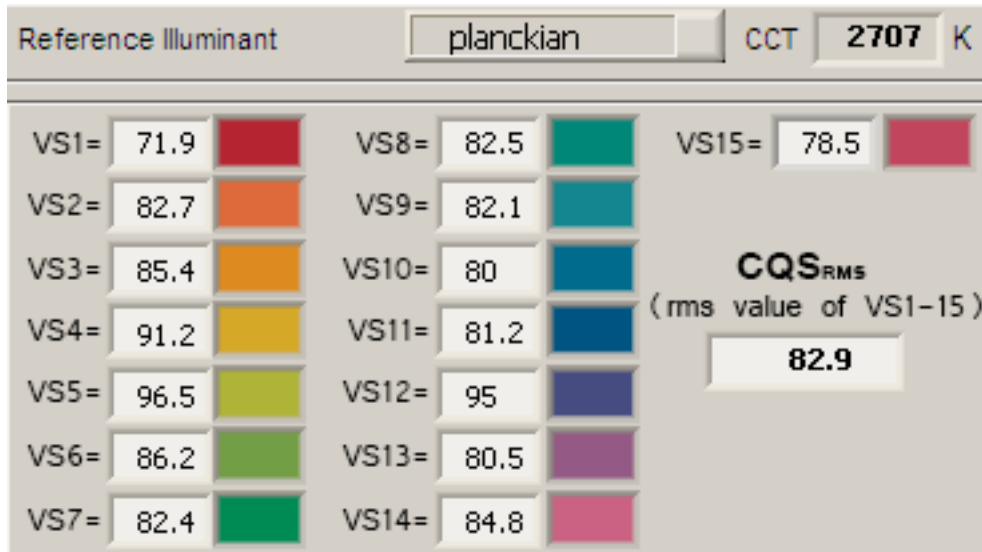 Reference Illuminant planckian CCT 2707 K
VS1= 71.9
VS2= 82.7
VS3= 85.4
VS4= 91.2
VS5= 96.5
VS6= 86.2
VS7= 82.4
VS8= 82.5
VS9= 82.1
VS10= 80
VS11= 81.2
VS12= 95
VS13= 80.5
VS14= 84.8
VS15= 78.5
CQSRMS
(rms value of VS1-15)
82.9